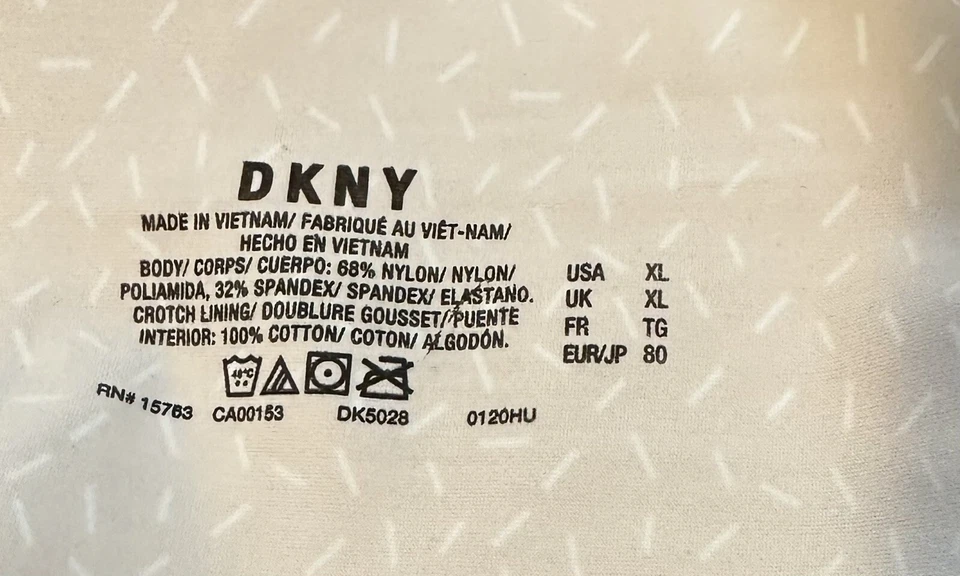 DKNY
MADE IN VIETNAM/ FABRIQUÉ AU VIÊT-NAM/
HECHO EN VIETNAM
BODY/ CORPS/ CUERPO: 68% NYLON/ NYLON/
POLIAMIDA, 32% SPANDEX/ SPANDEX/ ELASTANO.
CROTCH LINING/ DOUBLURE GOUSSET/ PUENTE
INTERIOR: 100% COTTON/ COTON/ ALGODÓN.
40°C
RN# 15763 CA00153 DK5028 0120HU
USA XL
UK XL
FR TG
EUR/JP 80